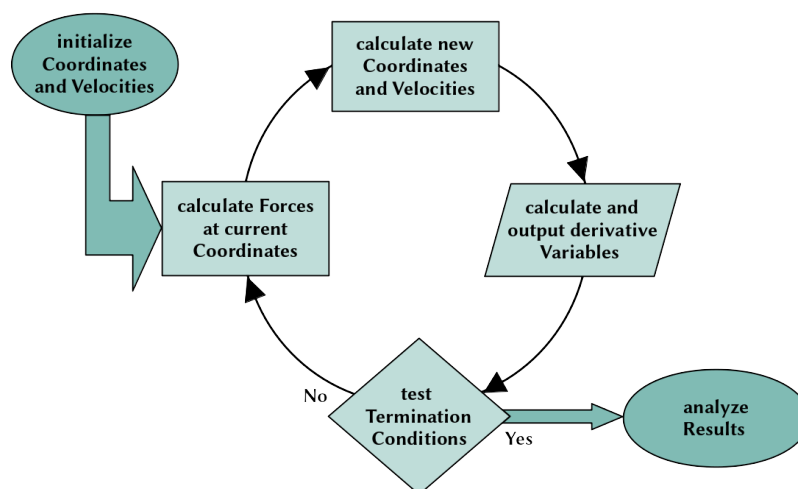 initialize
Coordinates
and Velocities
calculate new
Coordinates
and Velocities
calculate Forces
at current
Coordinates
calculate and
output derivative
Variables
No
test
Termination
Conditions
Yes
analyze
Results